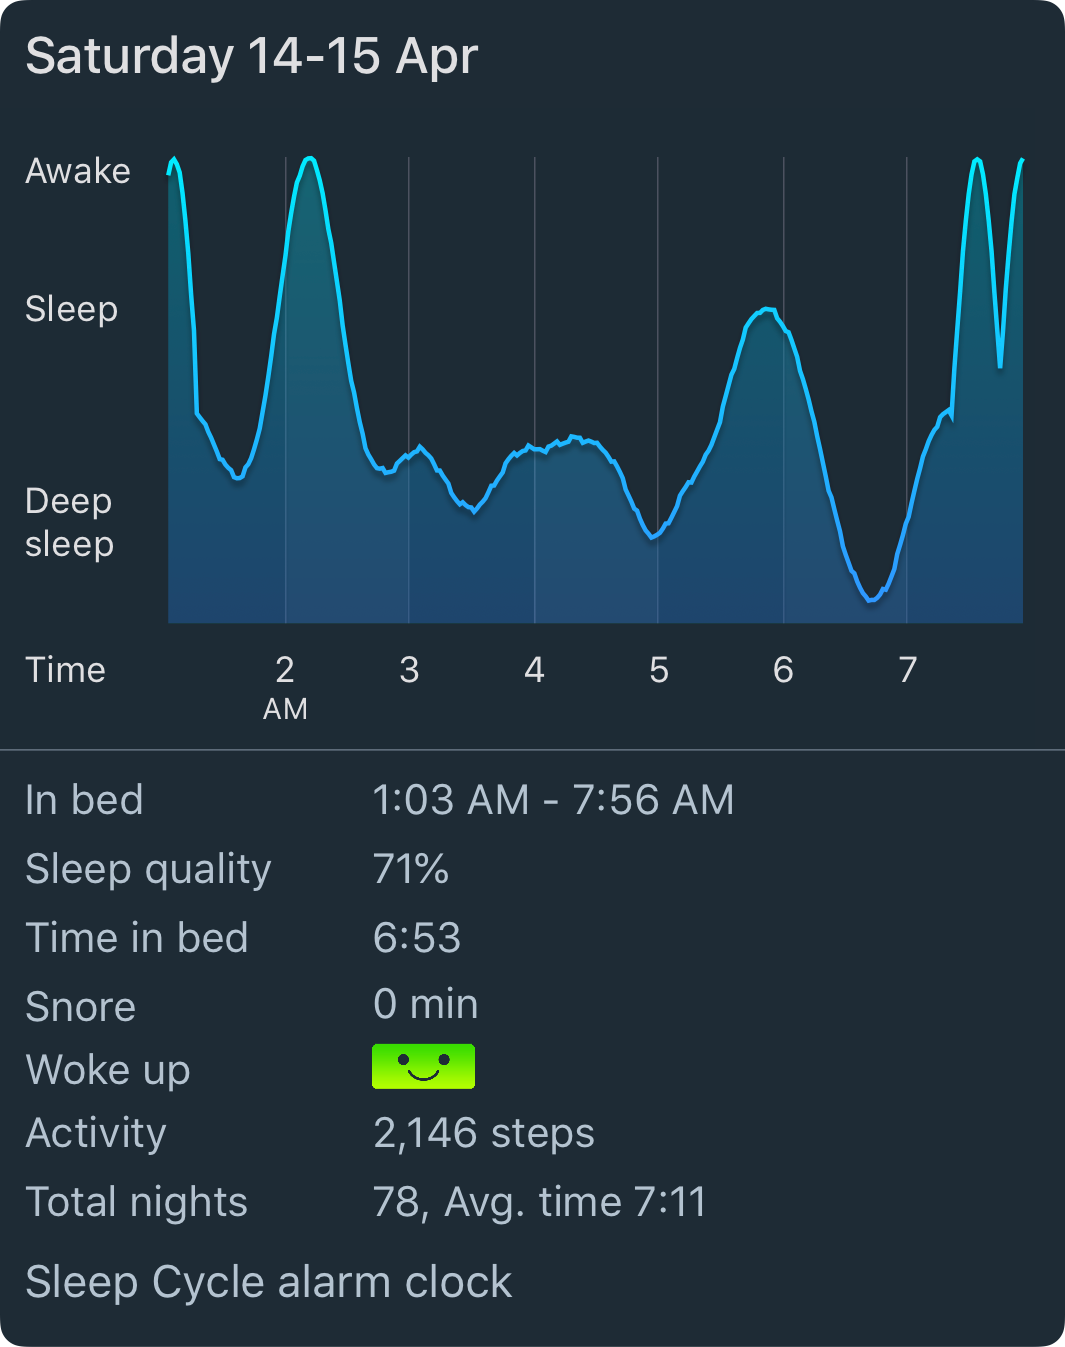 Saturday 14-15 Apr
Awake
Sleep
Deep
sleep
Time 2 3 4 5 6 7
AM
In bed 1:03 AM - 7:56 AM
Sleep quality 71%
Time in bed 6:53
Snore 0 min
Woke up
Activity 2,146 steps
Total nights 78, Avg. time 7:11
Sleep Cycle alarm clock